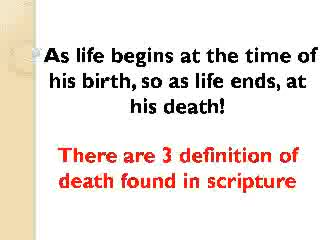 As life begins at the time of
his birth, so as life ends, at
his death!
There are 3 definition of
death found in scripture